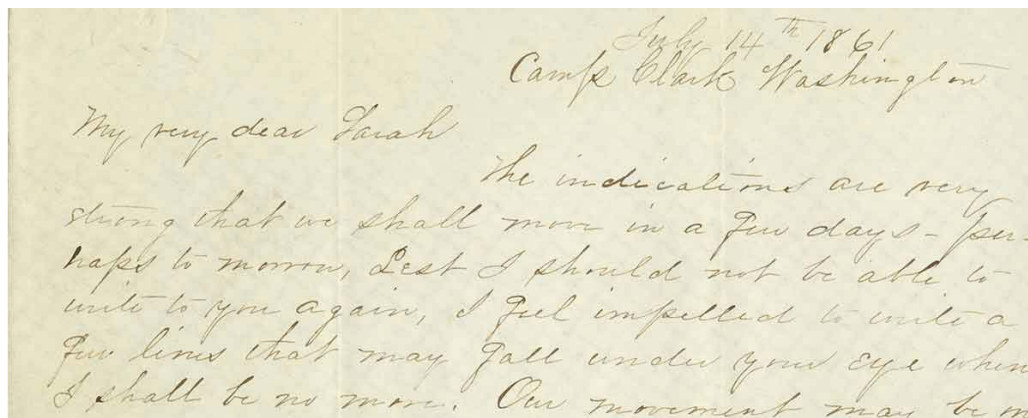 July 14th 1861
Camp Clark Washington
My very dear Sarah
The indications are very
strong that we shall move in a few days - per-
haps to morrow, Lest I should not be able to
write to you again, I feel impelled to write a
few lines that may fall under your eye when
I shall be no more. Our movement may be